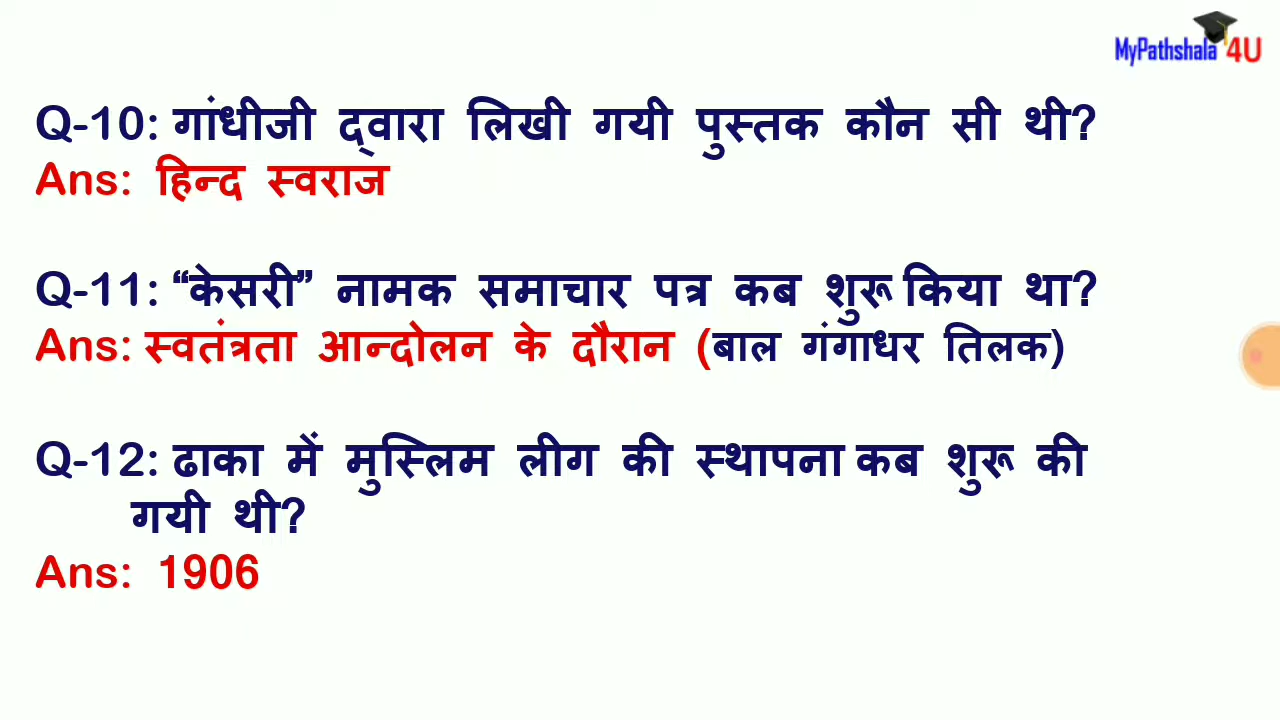 MyPathshala 4U
Q-10: गांधीजी द्वारा लिखी गयी पुस्तक कौन सी थी?
Ans: हिन्द स्वराज
Q-11: “केसरी” नामक समाचार पत्र कब शुरू किया था?
Ans: स्वतंत्रता आन्दोलन के दौरान (बाल गंगाधर तिलक)
Q-12: ढाका में मुस्लिम लीग की स्थापना कब शुरू की
गयी थी?
Ans: 1906